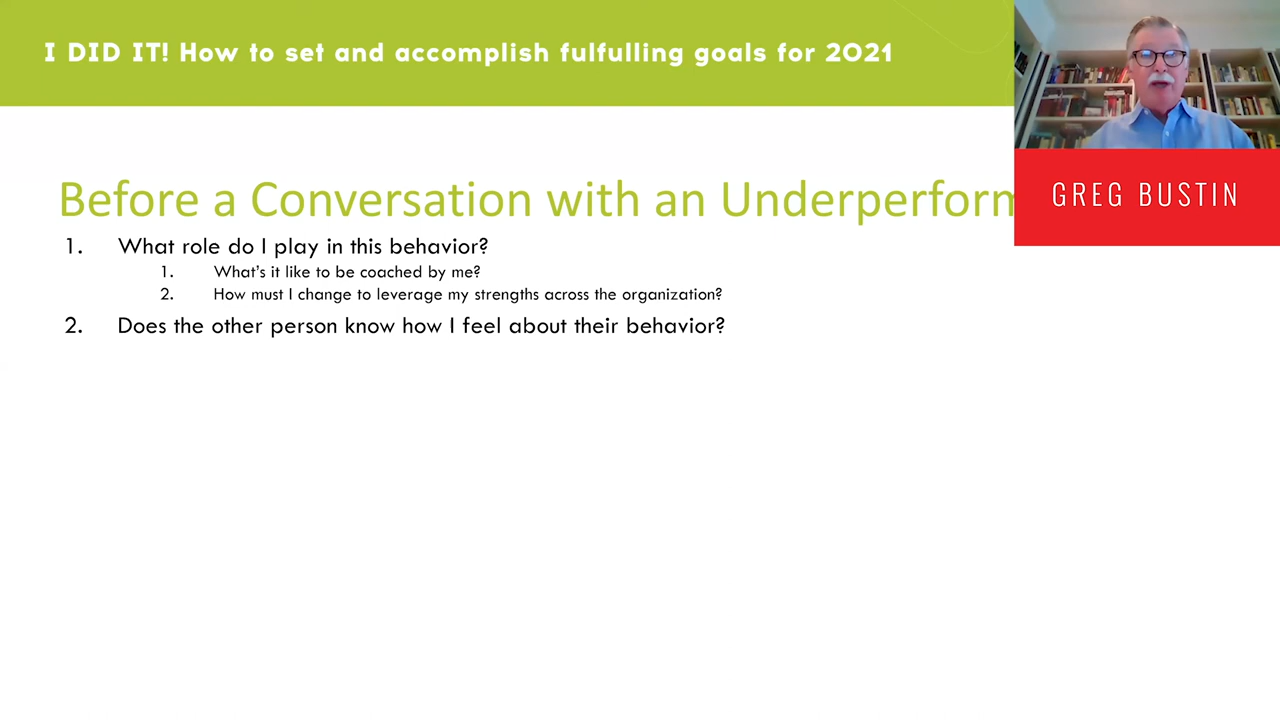 I DID IT! How to set and accomplish fulfulling goals for 2021
GREG BUSTIN
Before a Conversation with an
1. What role do I play in this behavior?
1. What's it like to be coached by me?
2. How must I change to leverage my strengths across the organization?
2. Does the other person know how I feel about their behavior?